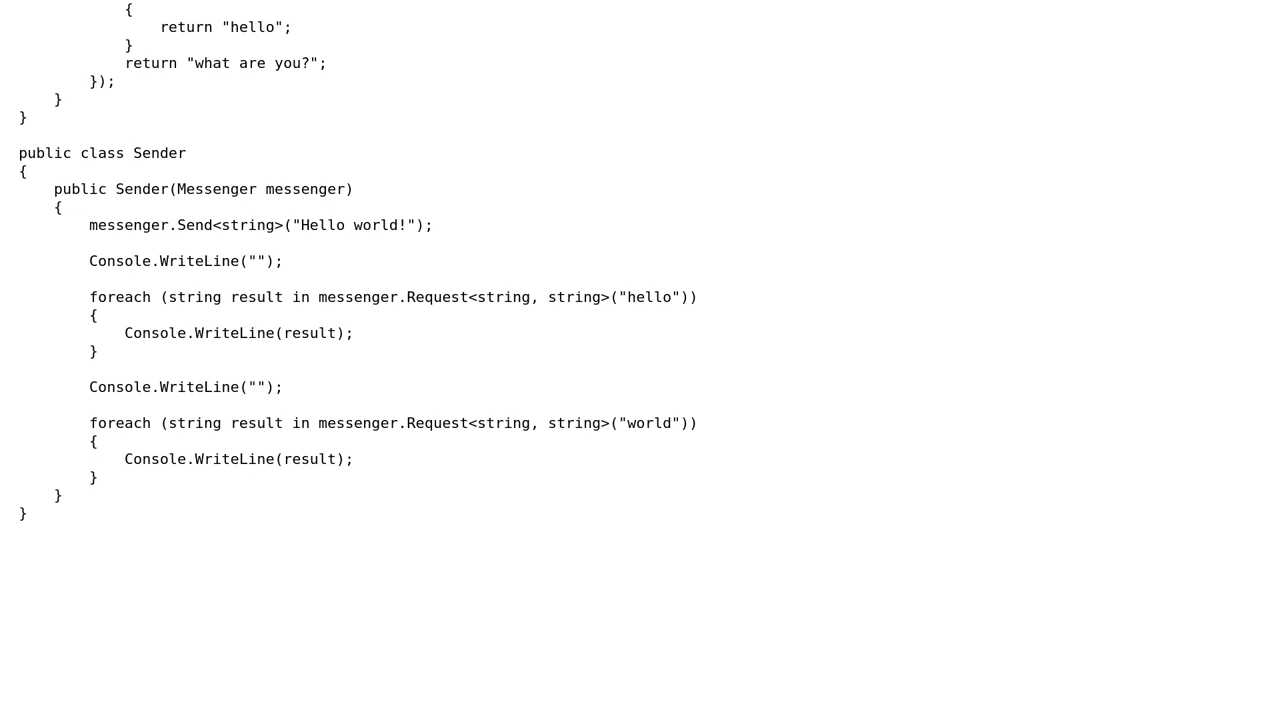 {
                return "hello";
            }
            return "what are you?";
        });
    }
}

public class Sender
{
    public Sender(Messenger messenger)
    {
        messenger.Send<string>("Hello world!");

        Console.WriteLine("");

        foreach (string result in messenger.Request<string, string>("hello"))
        {
            Console.WriteLine(result);
        }

        Console.WriteLine("");

        foreach (string result in messenger.Request<string, string>("world"))
        {
            Console.WriteLine(result);
        }
    }
}